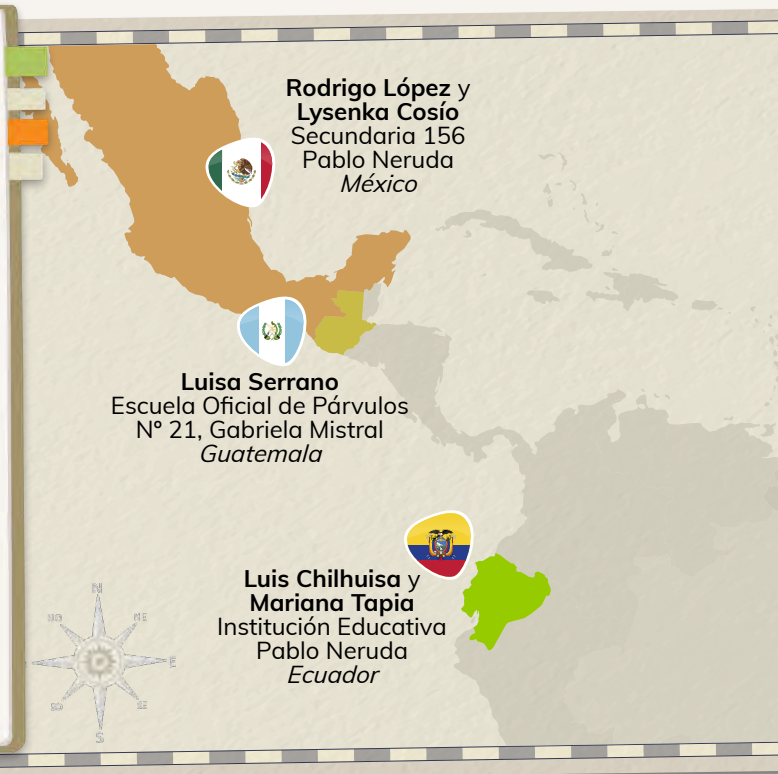 Rodrigo López y
Lysenka Cosío
Secundaria 156
Pablo Neruda
México
Luisa Serrano
Escuela Oficial de Párvulos
Nº 21, Gabriela Mistral
Guatemala
Luis Chilhuisa y
Mariana Tapia
Institución Educativa
Pablo Neruda
Ecuador
N
NE
SE
S
SO